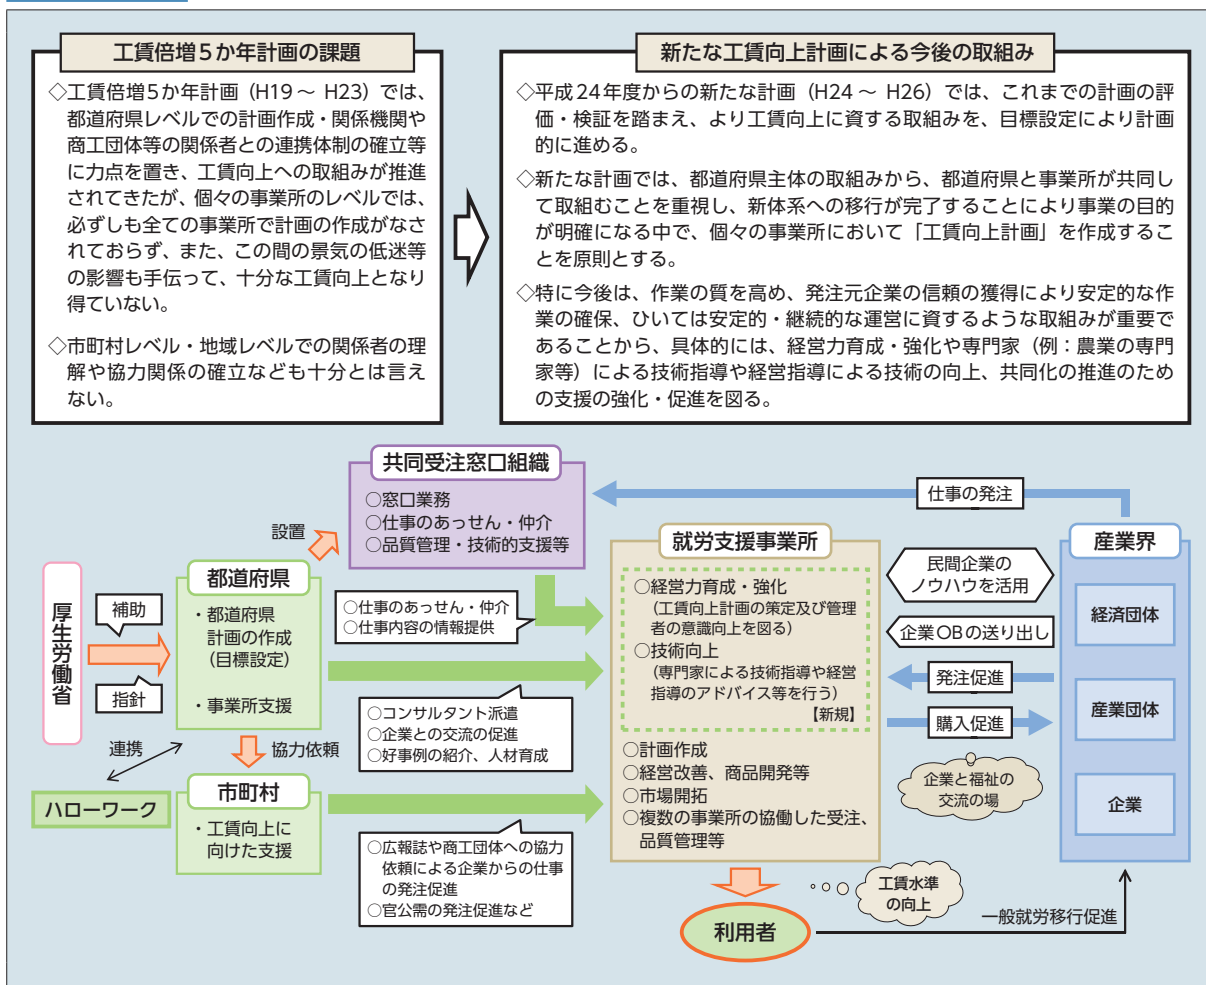 工賃倍増5か年計画の課題
◇工賃倍増5か年計画（H19～ H23）では、
都道府県レベルでの計画作成・関係機関や
商工団体等の関係者との連携体制の確立等
に力点を置き、工賃向上への取組みが推進
されてきたが、個々の事業所のレベルでは、
必ずしも全ての事業所で計画の作成がなさ
れておらず、また、この間の景気の低迷等
の影響も手伝って、十分な工賃向上となり
得ていない。
◇市町村レベル・地域レベルでの関係者の理
解や協力関係の確立なども十分とは言え
ない。
新たな工賃向上計画による今後の取組み
◇平成24年度からの新たな計画（H24～ H26）では、これまでの計画の評
価・検証を踏まえ、より工賃向上に資する取組みを、目標設定により計画
的に進める。
◇新たな計画では、都道府県主体の取組みから、都道府県と事業所が共同し
て取組むことを重視し、新体系への移行が完了することにより事業の目的
が明確になる中で、個々の事業所において「工賃向上計画」を作成するこ
とを原則とする。
◇特に今後は、作業の質を高め、発注元企業の信頼の獲得により安定的な作
業の確保、ひいては安定的・継続的な運営に資するような取組みが重要で
あることから、具体的には、経営力育成・強化や専門家（例：農業の専門
家等）による技術指導や経営指導による技術の向上、共同化の推進のため
の支援の強化・促進を図る。
共同受注窓口組織
○窓口業務
○仕事のあっせん・仲介
○品質管理・技術的支援等
設置
仕事の発注
厚生労働省
補助
指針
都道府県
・都道府県
計画の作成
（目標設定）
・事業所支援
連携
協力依頼
ハローワーク
市町村
・工賃向上に
向けた支援
○仕事のあっせん・仲介
○仕事内容の情報提供
○コンサルタント派遣
○企業との交流の促進
○好事例の紹介、人材育成
○広報誌や商工団体への協力
依頼による企業からの仕事
の発注促進
○官公需の発注促進など
就労支援事業所
○経営力育成・強化
（工賃向上計画の策定及び管理
者の意識向上を図る）
○技術向上
（専門家による技術指導や経営
指導のアドバイス等を行う）
【新規】
○計画作成
○経営改善、商品開発等
○市場開拓
○複数の事業所の協働した受注、
品質管理等
民間企業の
ノウハウを活用
企業OBの送り出し
発注促進
購入促進
企業と福祉の
交流の場
産業界
経済団体
産業団体
企業
工賃水準
の向上
利用者
一般就労移行促進